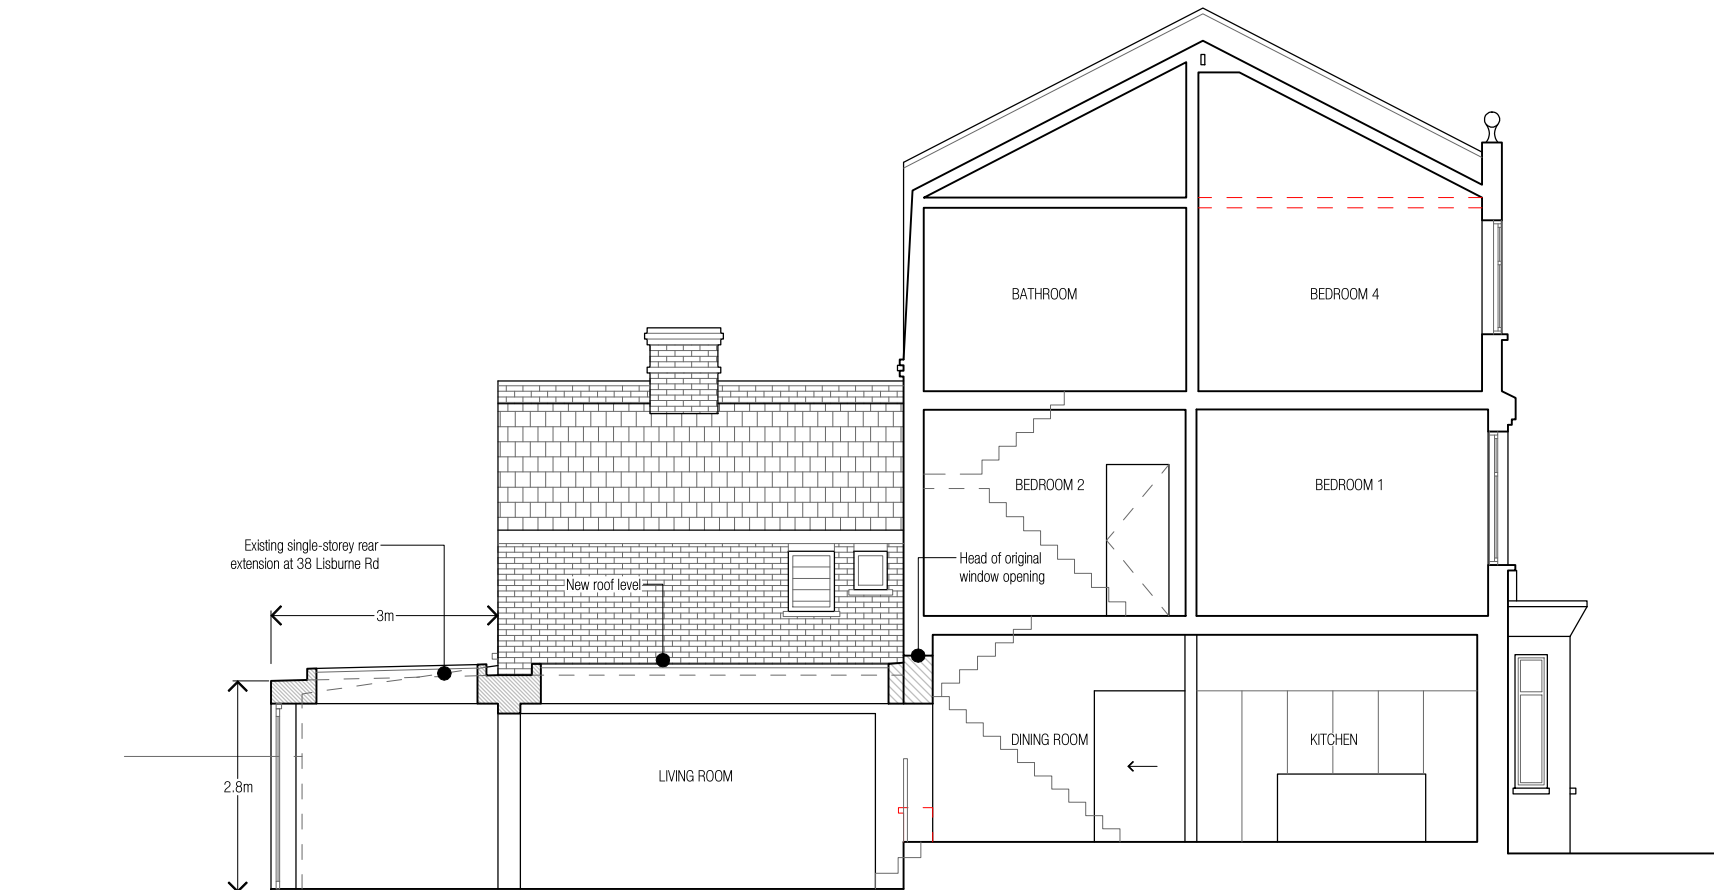 BATHROOM
BEDROOM 4
BEDROOM 2
BEDROOM 1
Existing single-storey rear
extension at 38 Lisburne Rd
Head of original
window opening
New roof level
3m
DINING ROOM
KITCHEN
LIVING ROOM
2.8m